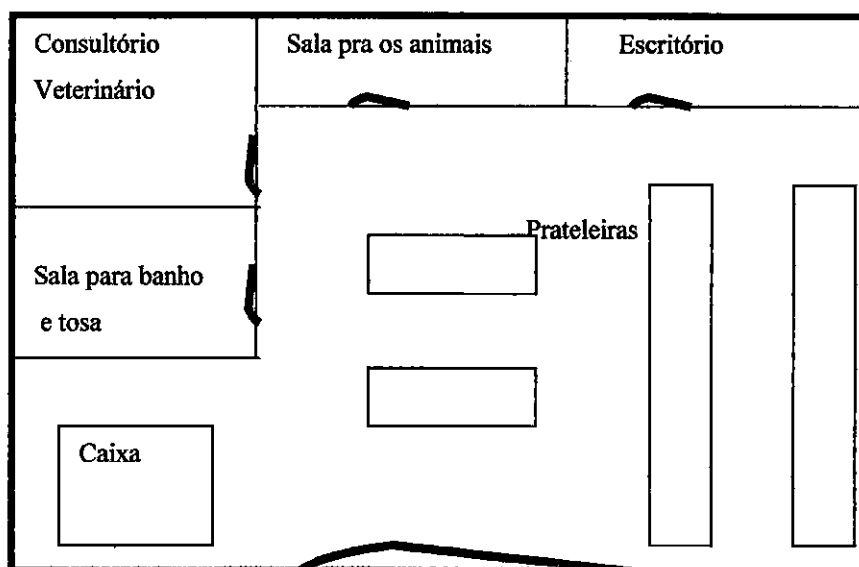 Consultório
Veterinário
Sala pra os animais
Escritório
Prateleiras
Sala para banho
e tosa
Caixa